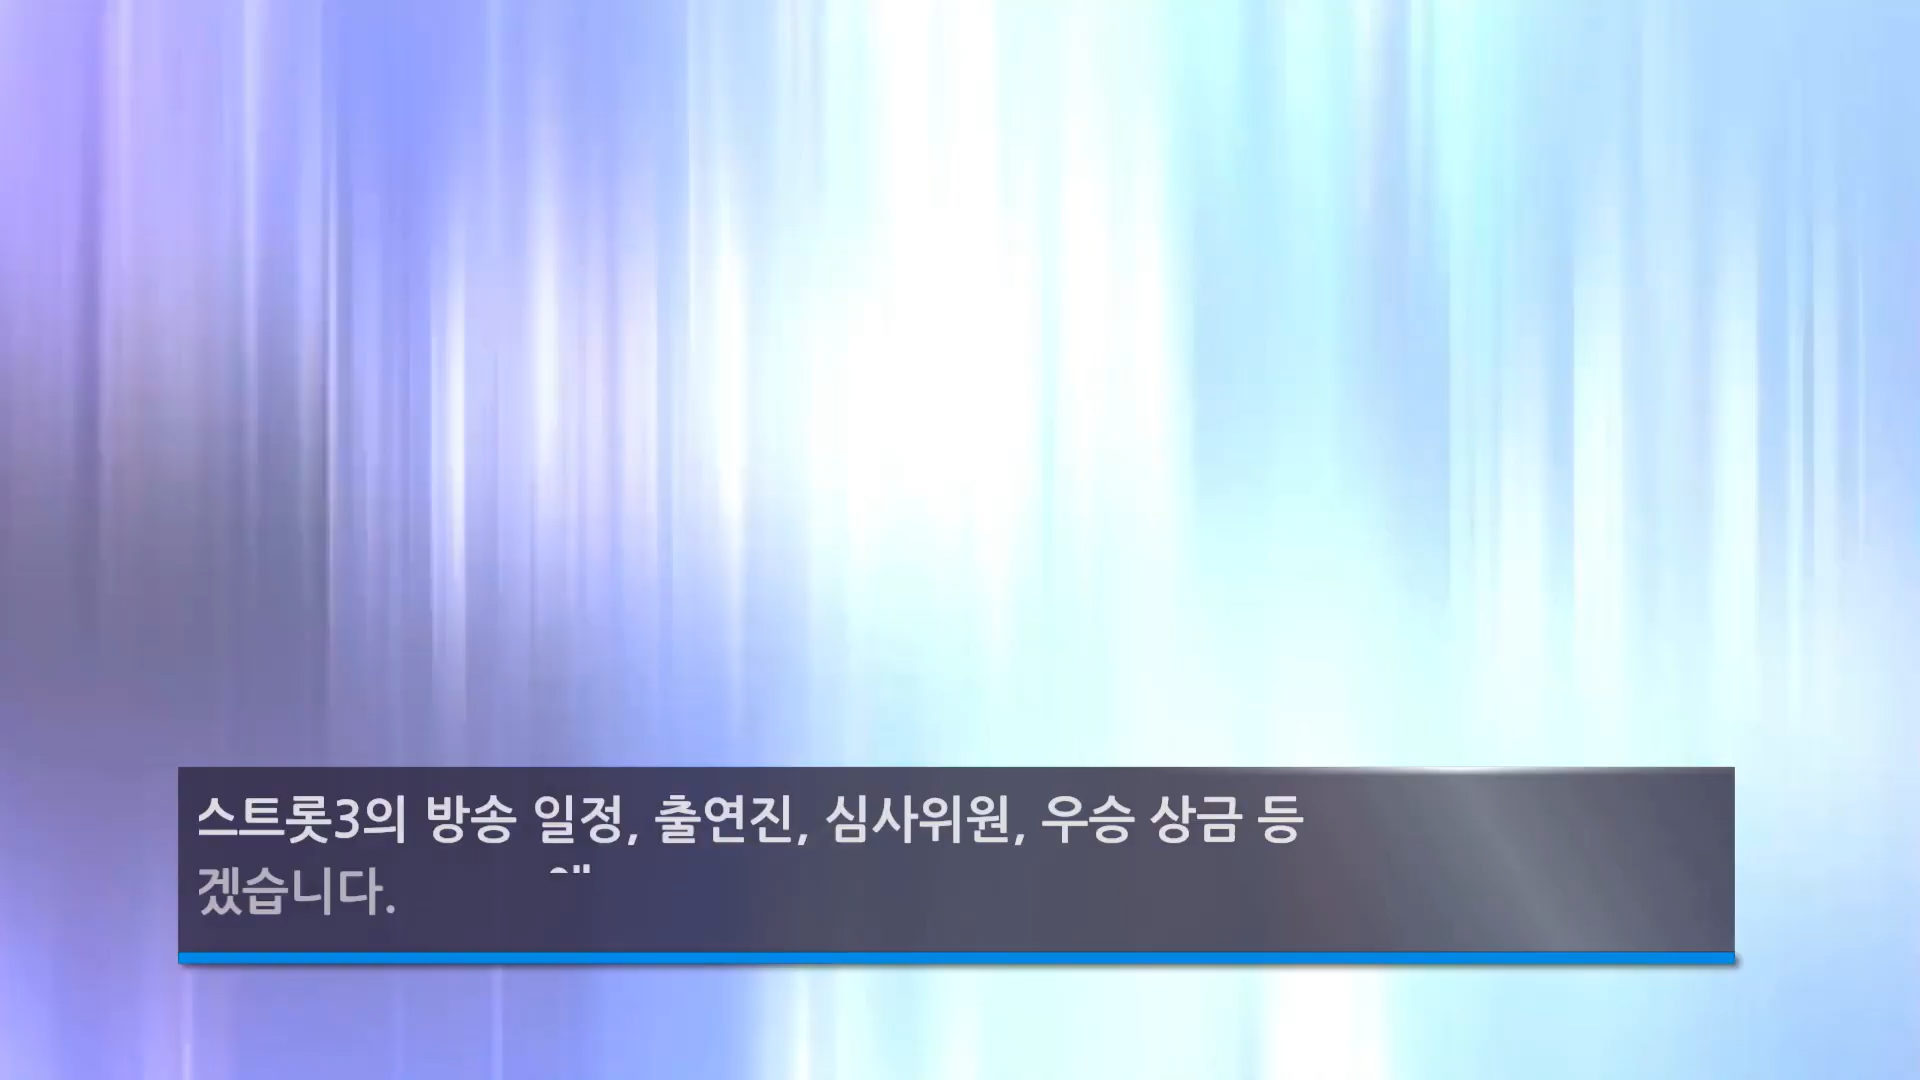 스트롯3의 방송 일정, 출연진, 심사위원, 우승 상금 등
겠습니다.